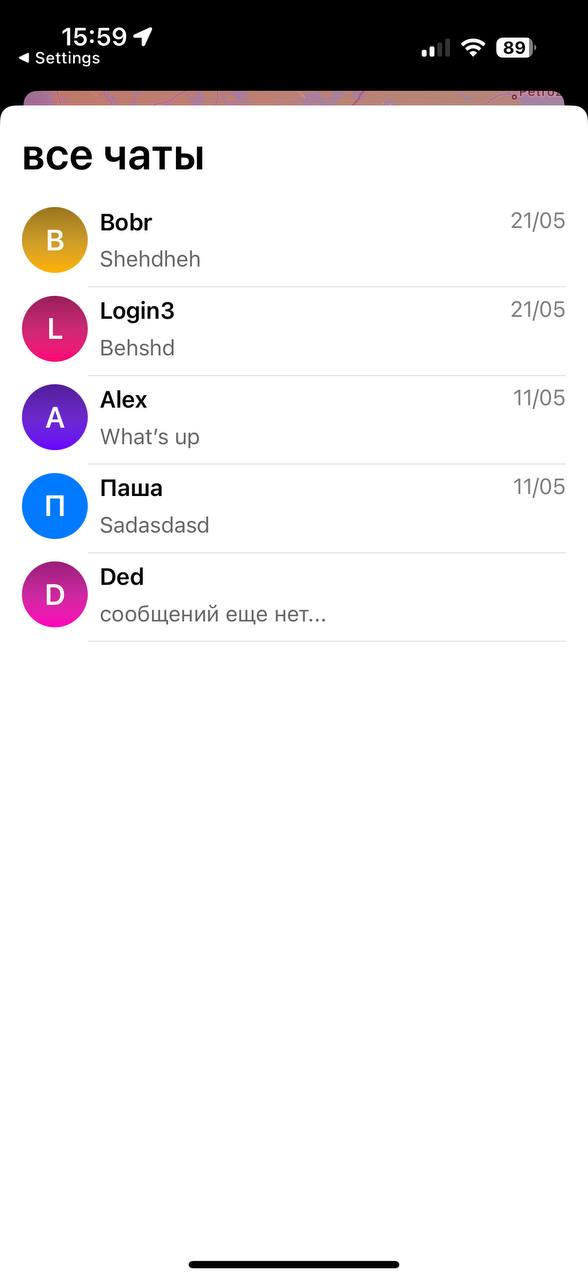 15:59
◀ Settings
89
все чаты
B
Bobr
21/05
Shehdheh
L
Login3
21/05
Behshd
A
Alex
11/05
What’s up
П
Паша
11/05
Sadasdasd
D
Ded
сообщений еще нет...